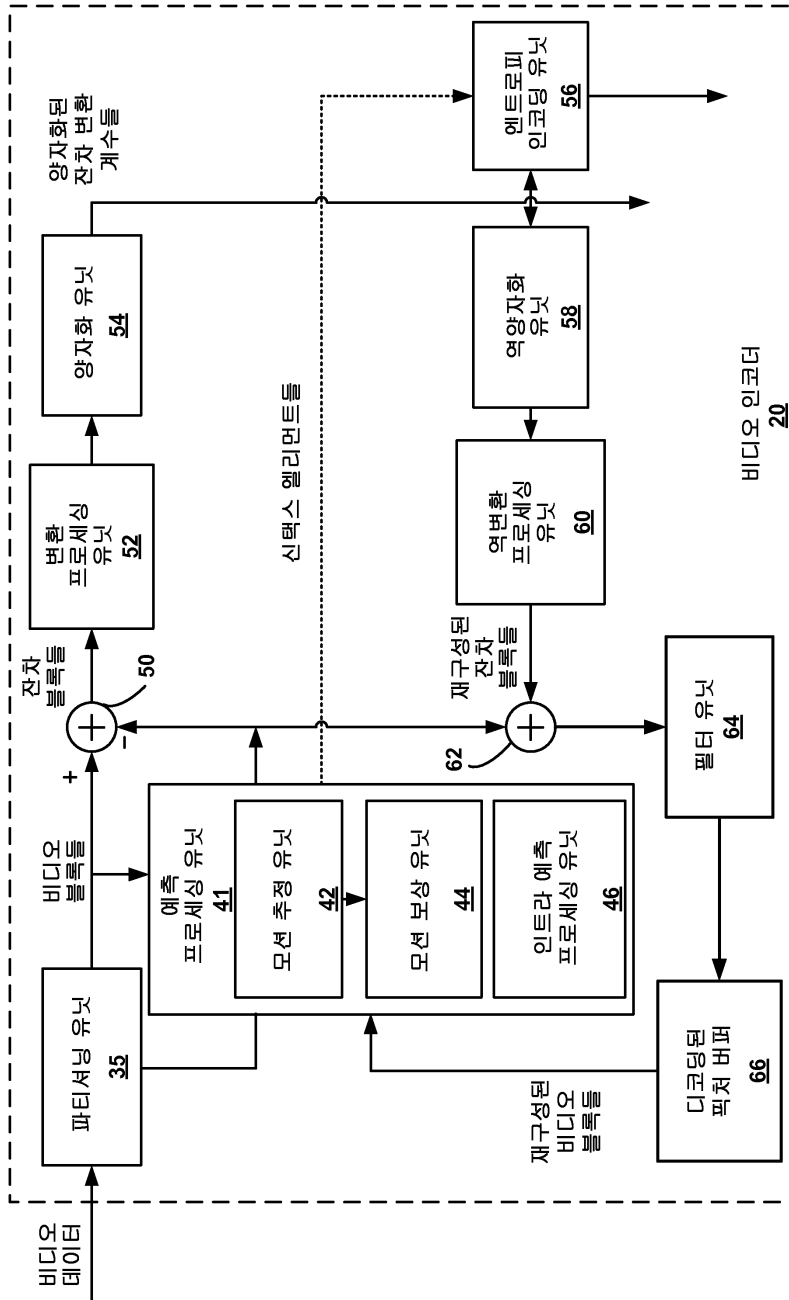 비디오
데이터
파티셔닝 유닛
35
비디오
블록들
+
−
잔차
블록들
50
변환
프로세싱
유닛
52
양자화 유닛
54
양자화된
잔차 변환
계수들
예측
프로세싱 유닛
41
모션 추정 유닛
42
모션 보상 유닛
44
인트라 예측
프로세싱 유닛
46
신택스 엘리먼트들
엔트로피
인코딩 유닛
56
역양자화
유닛
58
역변환
프로세싱
유닛
60
재구성된
잔차
블록들
62
필터 유닛
64
디코딩된
픽처 버퍼
66
재구성된
비디오
블록들
비디오 인코더
20